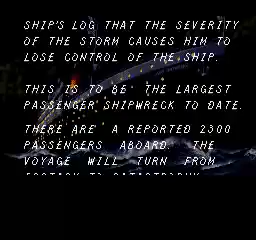 SHIP'S LOG THAT THE SEVERITY
OF THE STORM CAUSES HIM TO
LOSE CONTROL OF THE SHIP.
THIS IS TO BE THE LARGEST
PASSENGER SHIPWRECK TO DATE.
THERE ARE A REPORTED 2300
PASSENGERS ABOARD. THE
VOYAGE WILL TURN FROM